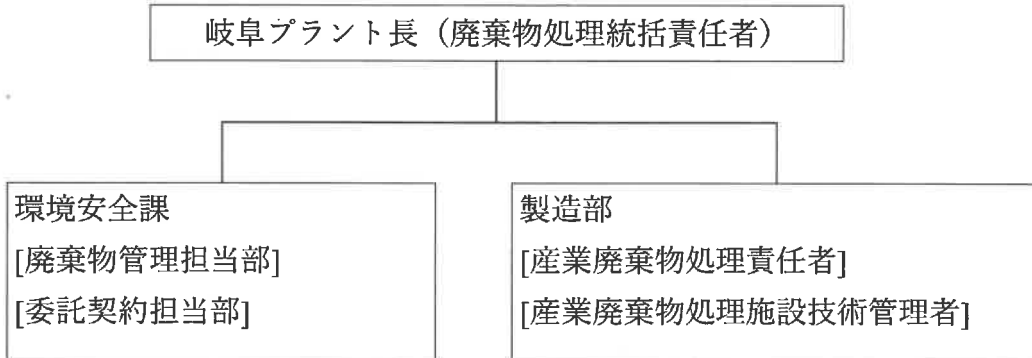 岐阜プラント長（廃棄物処理統括責任者）
環境安全課
[廃棄物管理担当部]
[委託契約担当部]
製造部
[産業廃棄物処理責任者]
[産業廃棄物処理施設技術管理者]